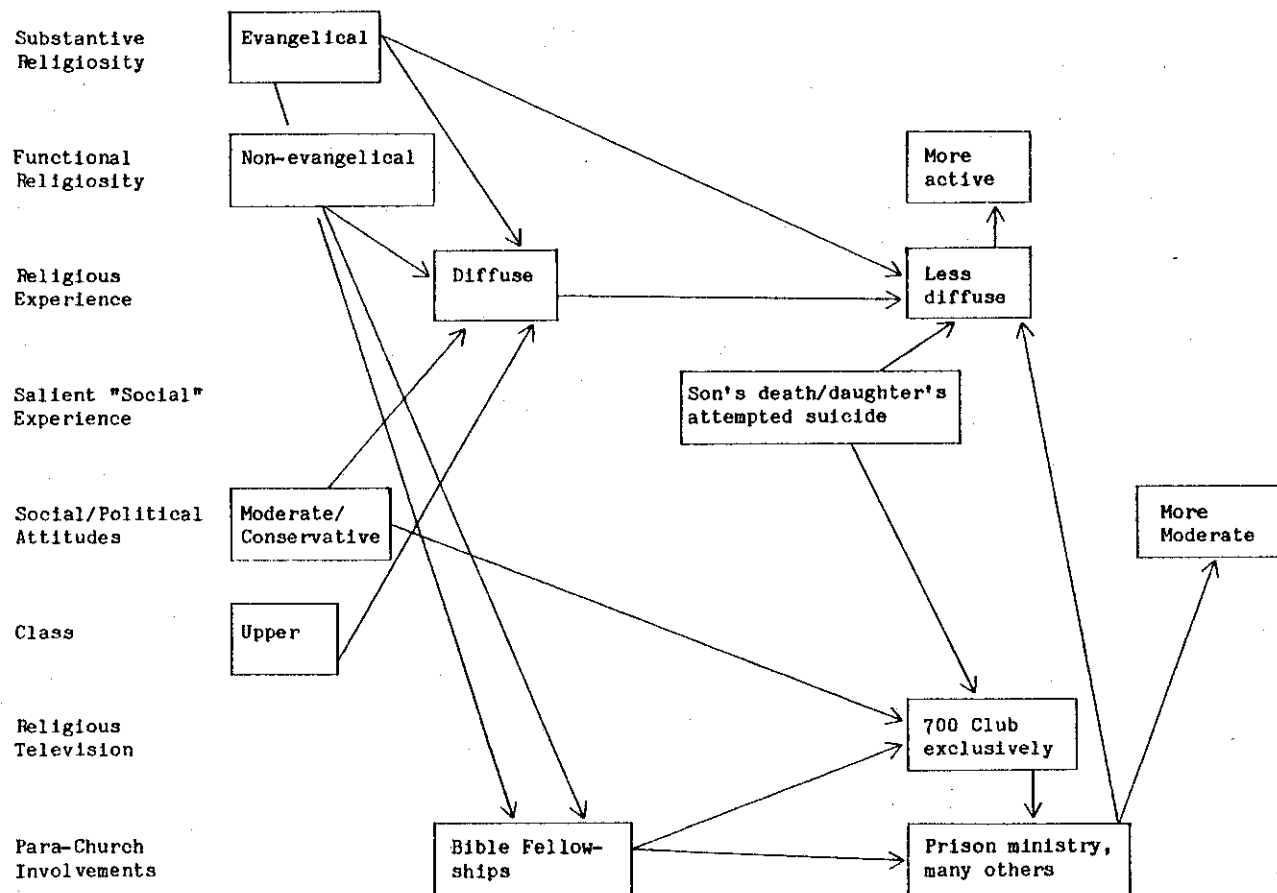 Substantive
Religiosity
Evangelical
Functional
Religiosity
Non-evangelical
More
active
Religious
Experience
Diffuse
Less
diffuse
Salient "Social"
Experience
Son's death/daughter's
attempted suicide
Social/Political
Attitudes
Moderate/
Conservative
More
Moderate
Class
Upper
Religious
Television
700 Club
exclusively
Para-Church
Involvements
Bible Fellow-
ships
Prison ministry,
many others